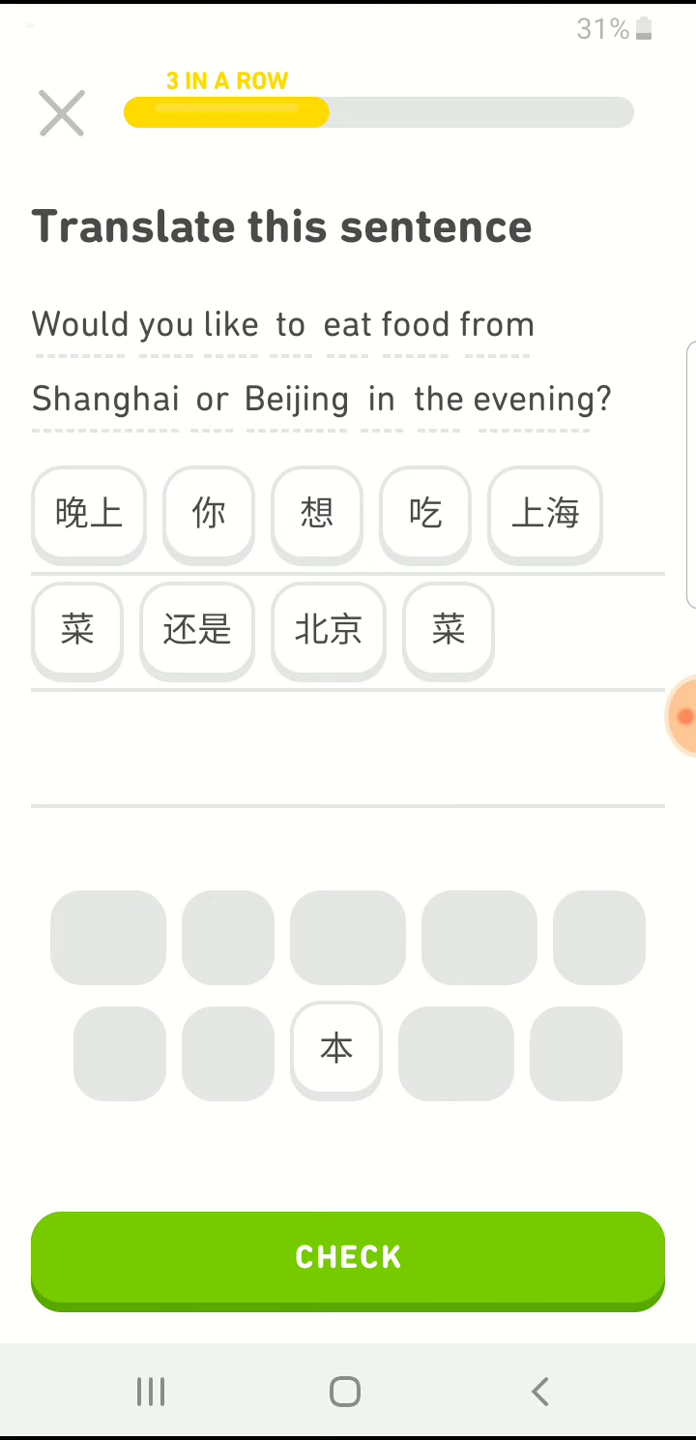 31%
3 IN A ROW
Translate this sentence
Would you like to eat food from
Shanghai or Beijing in the evening?
晚上 你 想 吃 上海
菜 还是 北京 菜
本
CHECK